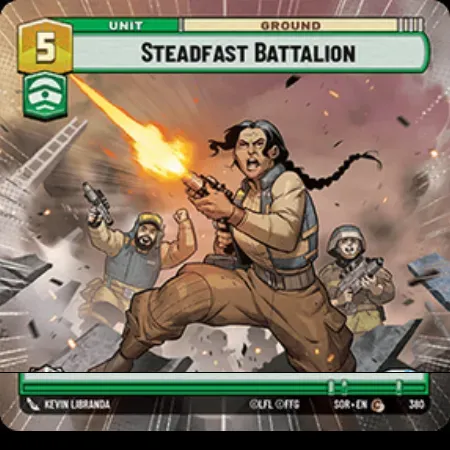 UNIT
GROUND
5
STEADFAST BATTALION
KEVIN LIBRANDA
©LFL ©FFG
SOR • EN
C
380